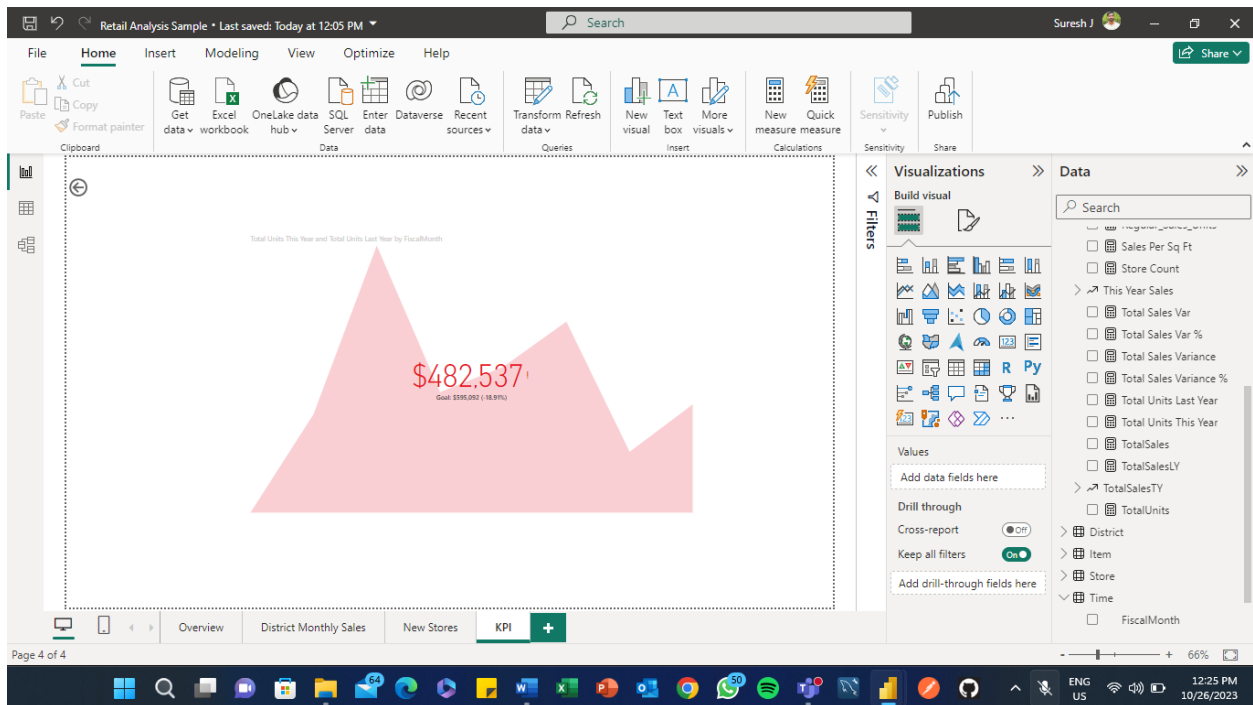 Retail Analysis Sample • Last saved: Today at 12:05 PM
Search
Suresh J
File Home Insert Modeling View Optimize Help
Share
Paste
Cut
Copy
Format painter
Clipboard
Get data
Excel workbook
OneLake data hub
SQL Server
Enter data
Dataverse
Recent sources
Data
Transform data
Refresh
Queries
New visual
Text box
More visuals
Insert
New measure
Quick measure
Calculations
Sensitivity
Sensitivity
Publish
Share
Total Units This Year and Total Units Last Year by FiscalMonth
$482,537!
Goal: $595,092 (-18.91%)
Filters
Visualizations
Build visual
123
R
Py
123
Values
Add data fields here
Drill through
Cross-report
Off
Keep all filters
On
Add drill-through fields here
Data
Search
Regular_Sales_Units
Sales Per Sq Ft
Store Count
This Year Sales
Total Sales Var
Total Sales Var %
Total Sales Variance
Total Sales Variance %
Total Units Last Year
Total Units This Year
TotalSales
TotalSalesLY
TotalSalesTY
TotalUnits
District
Item
Store
Time
FiscalMonth
Overview
District Monthly Sales
New Stores
KPI
+
Page 4 of 4
- + 66%
64
50
ENG
US
12:25 PM
10/26/2023